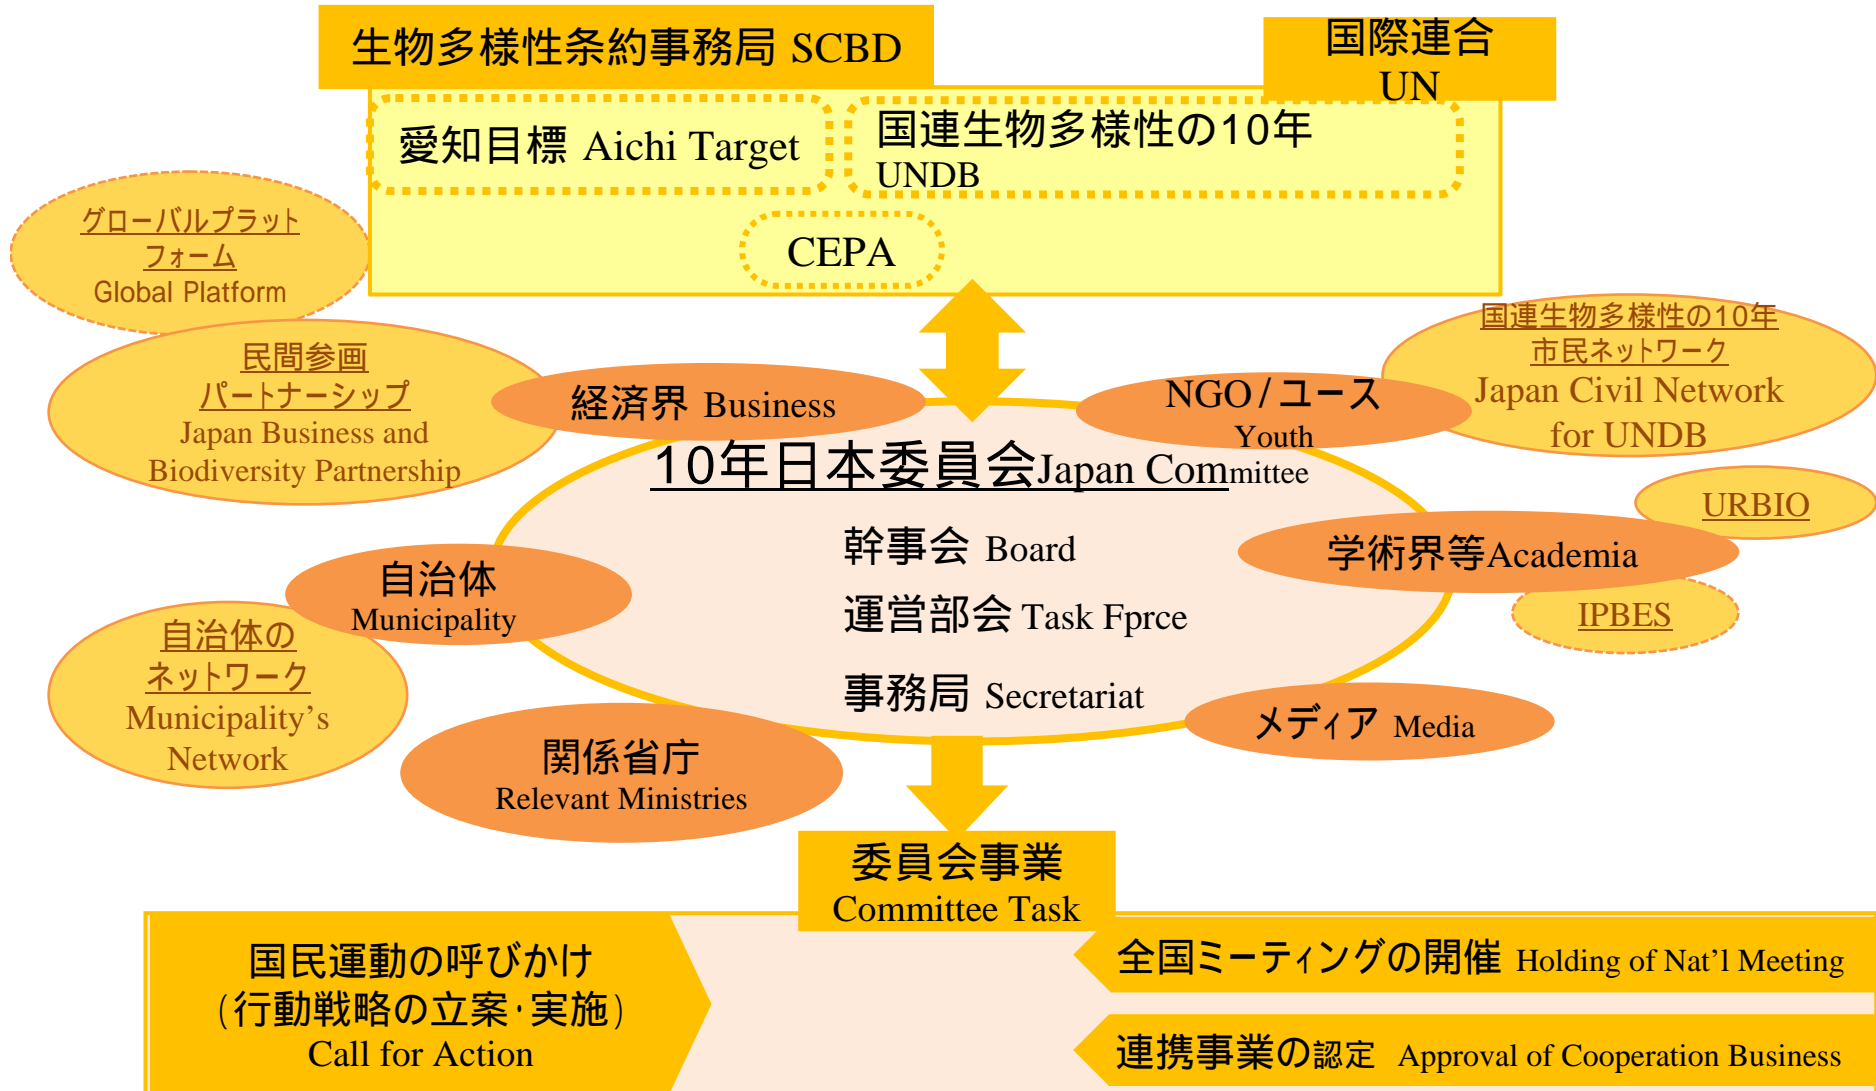 生物多様性条約事務局 SCBD
国際連合
UN
愛知目標 Aichi Target
国連生物多様性の10年
UNDB
CEPA
グローバルプラット
フォーム
Global Platform
民間参画
パートナーシップ
Japan Business and
Biodiversity Partnership
経済界 Business
NGO/ユース
Youth
国連生物多様性の10年
市民ネットワーク
Japan Civil Network
for UNDB
10年日本委員会Japan Committee
URBIO
幹事会 Board
学術界等Academia
自治体
Municipality
運営部会 Task Fprce
IPBES
自治体の
ネットワーク
Municipality's
Network
事務局 Secretariat
メディア Media
関係省庁
Relevant Ministries
委員会事業
Committee Task
国民運動の呼びかけ
(行動戦略の立案・実施)
Call for Action
全国ミーティングの開催 Holding of Nat'l Meeting
連携事業の認定 Approval of Cooperation Business